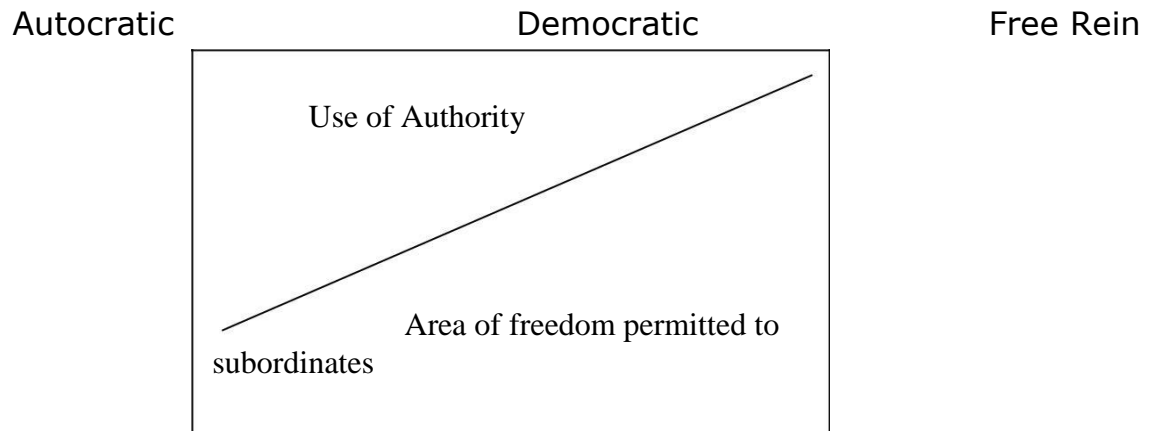 Autocratic Democratic Free Rein
Use of Authority
Area of freedom permitted to
subordinates